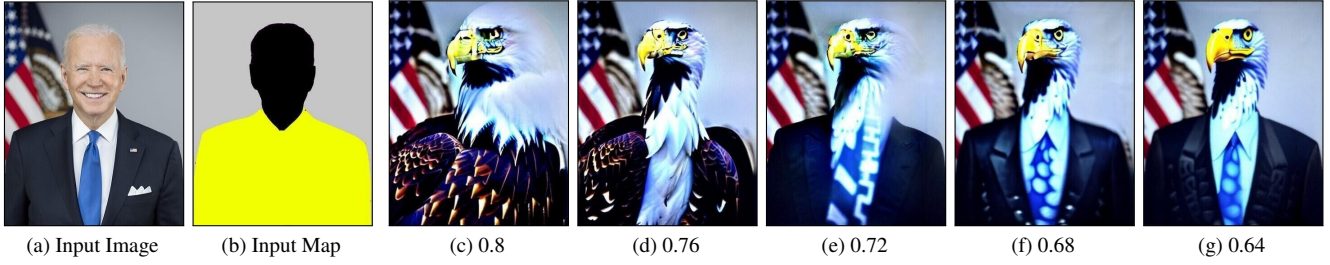 (a) Input Image
(b) Input Map
(c) 0.8
(d) 0.76
(e) 0.72
(f) 0.68
(g) 0.64